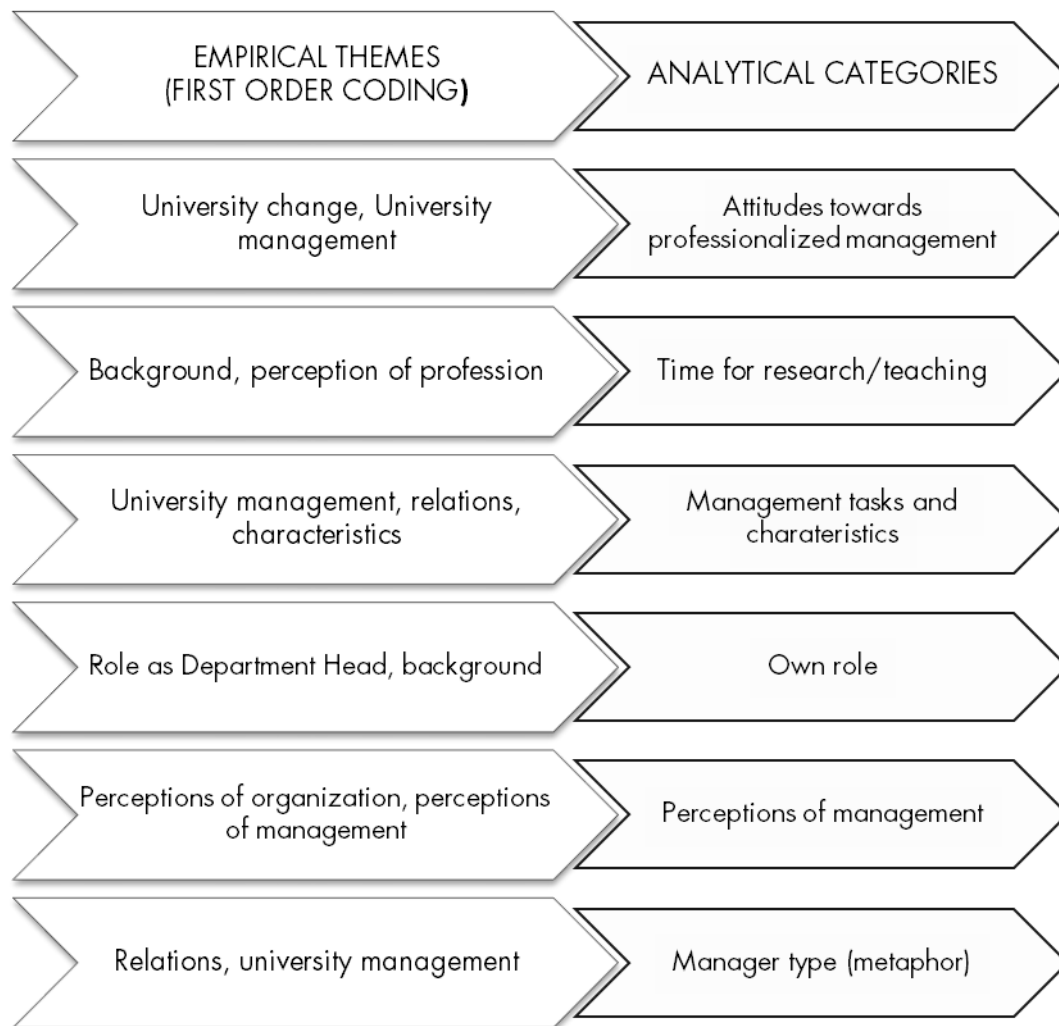 EMPIRICAL THEMES
(FIRST ORDER CODING)
ANALYTICAL CATEGORIES
University change, University
management
Attitudes towards
professionalized management
Background, perception of profession
Time for research/teaching
University management, relations,
characteristics
Management tasks and
charateristics
Role as Department Head, background
Own role
Perceptions of organization, perceptions
of management
Perceptions of management
Relations, university management
Manager type (metaphor)